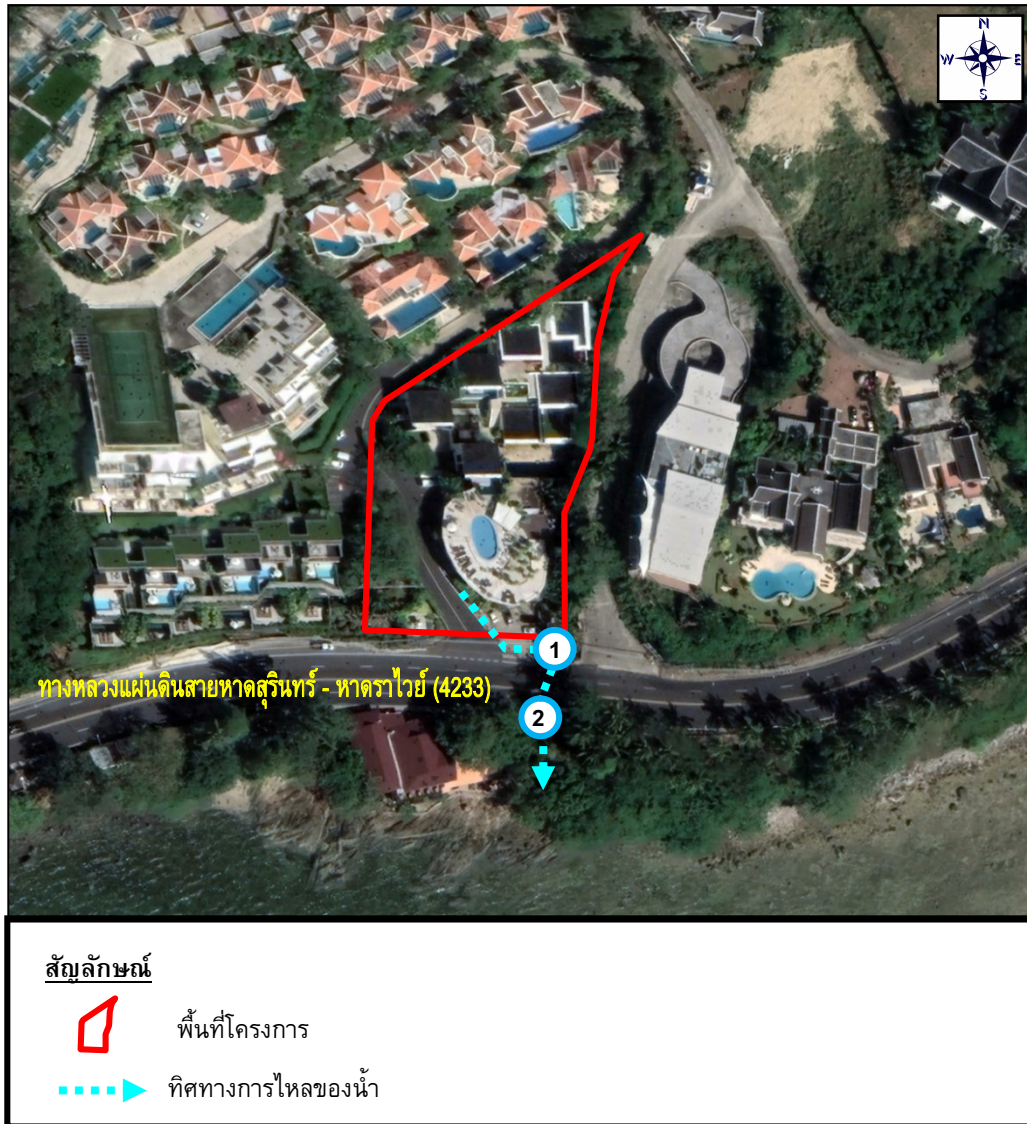 N
W E
S
ทางหลวงแผ่นดินสายหาดสุรินทร์ - หาดราไวย์ (4233)
1
2
สัญลักษณ์
พื้นที่โครงการ
ทิศทางการไหลของน้ำ